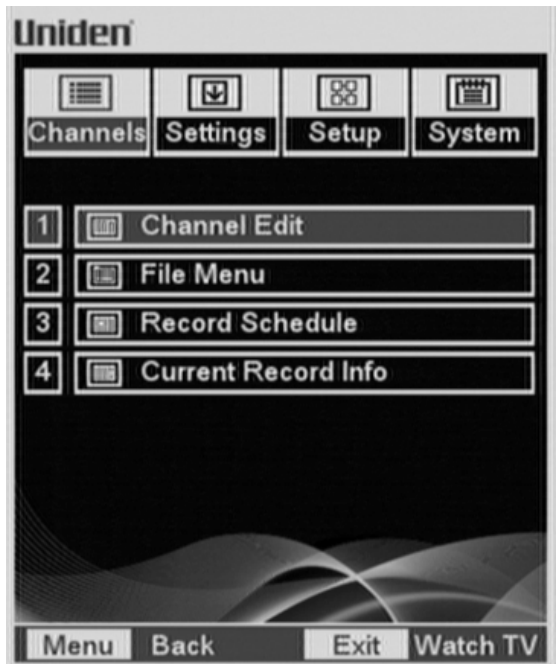 Uniden
Channels Settings Setup System
1 Channel Edit
2 File Menu
3 Record Schedule
4 Current Record Info
Menu Back Exit Watch TV